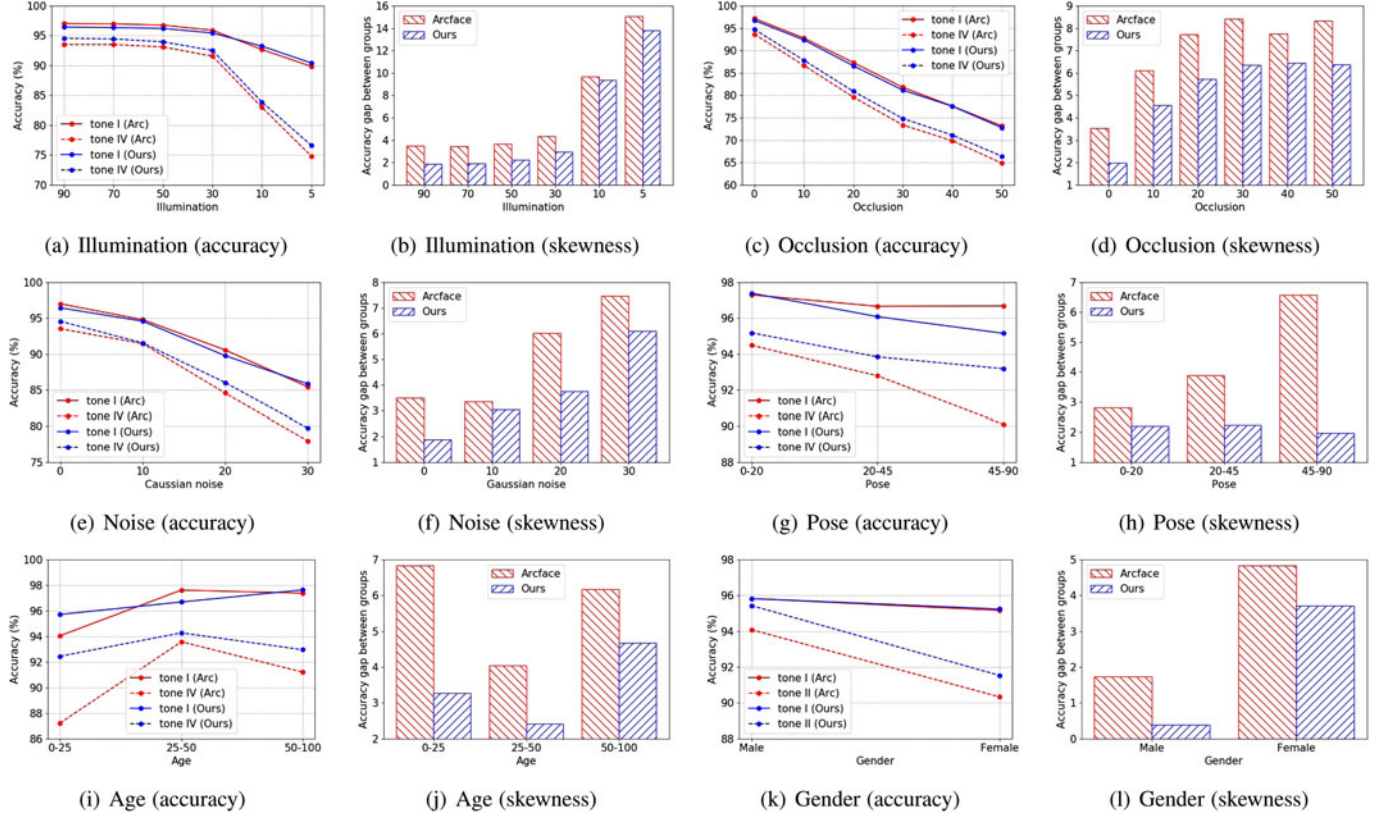 100
95
90
85
80
75
70
Accuracy (%)
tone I (Arc)
tone IV (Arc)
tone I (Ours)
tone IV (Ours)
90 70 50 30 10 5
Illumination
(a) Illumination (accuracy)
16
14
12
10
8
6
4
2
0
Accuracy gap between groups
Arcface
Ours
90 70 50 30 10 5
Illumination
(b) Illumination (skewness)
100
95
90
85
80
75
70
65
60
Accuracy (%)
tone I (Arc)
tone IV (Arc)
tone I (Ours)
tone IV (Ours)
0 10 20 30 40 50
Occlusion
(c) Occlusion (accuracy)
9
8
7
6
5
4
3
2
1
Accuracy gap between groups
Arcface
Ours
0 10 20 30 40 50
Occlusion
(d) Occlusion (skewness)
100
95
90
85
80
75
Accuracy (%)
tone I (Arc)
tone IV (Arc)
tone I (Ours)
tone IV (Ours)
0 10 20 30
Caussian noise
(e) Noise (accuracy)
8
7
6
5
4
3
2
1
Accuracy gap between groups
Arcface
Ours
0 10 20 30
Gaussian noise
(f) Noise (skewness)
98
96
94
92
90
88
Accuracy (%)
tone I (Arc)
tone IV (Arc)
tone I (Ours)
tone IV (Ours)
0-20 20-45 45-90
Pose
(g) Pose (accuracy)
7
6
5
4
3
2
1
Accuracy gap between groups
Arcface
Ours
0-20 20-45 45-90
Pose
(h) Pose (skewness)
100
98
96
94
92
90
88
86
Accuracy (%)
tone I (Arc)
tone IV (Arc)
tone I (Ours)
tone IV (Ours)
0-25 25-50 50-100
Age
(i) Age (accuracy)
7
6
5
4
3
2
Accuracy gap between groups
Arcface
Ours
0-25 25-50 50-100
Age
(j) Age (skewness)
98
96
94
92
90
88
Accuracy (%)
tone I (Arc)
tone II (Arc)
tone I (Ours)
tone II (Ours)
Male Female
Gender
(k) Gender (accuracy)
5
4
3
2
1
0
Accuracy gap between groups
Arcface
Ours
Male Female
Gender
(l) Gender (skewness)